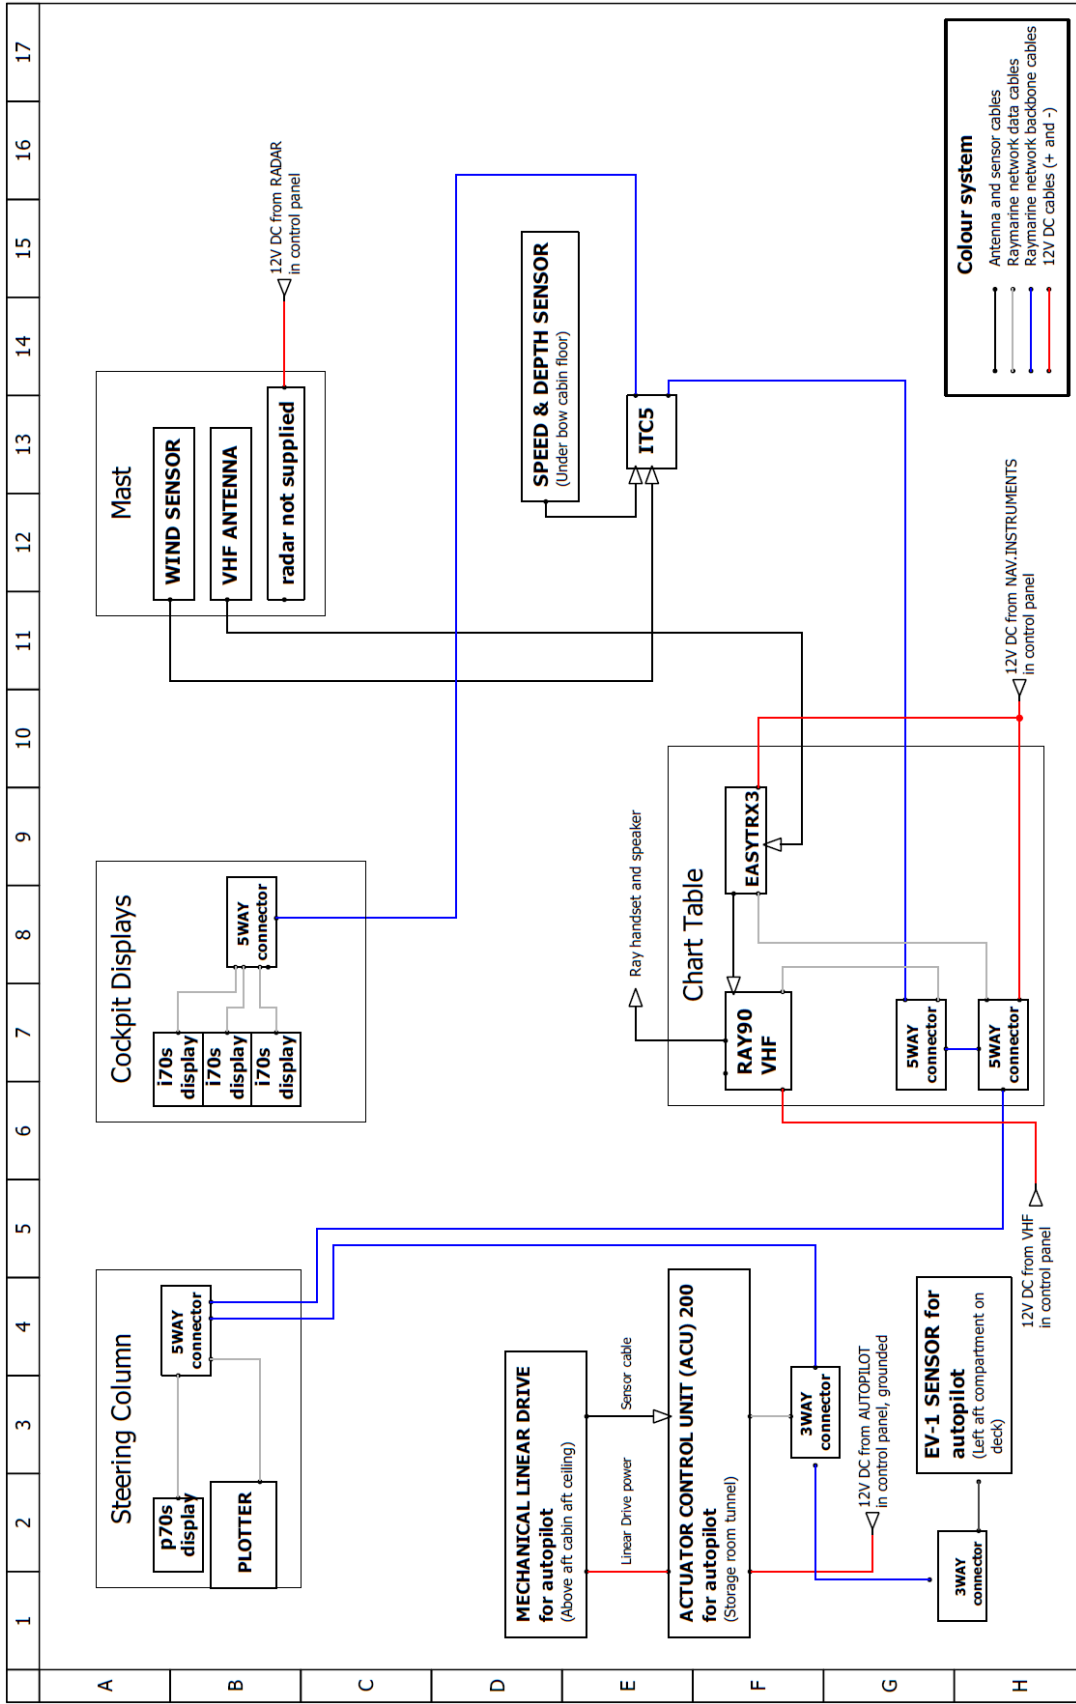 1
2
3
4
5
6
7
8
9
10
11
12
13
14
15
16
17
A
B
C
D
E
F
G
H
Steering Column
p70s
display
PLOTTER
5WAY
connector
Cockpit Displays
i70s
display
i70s
display
i70s
display
5WAY
connector
Mast
WIND SENSOR
VHF ANTENNA
radar not supplied
12V DC from RADAR
in control panel
MECHANICAL LINEAR DRIVE
for autopilot
(Above aft cabin aft ceiling)
Linear Drive power
Sensor cable
ACTUATOR CONTROL UNIT (ACU) 200
for autopilot
(Storage room tunnel)
3WAY
connector
12V DC from AUTOPILOT
in control panel, grounded
EV-1 SENSOR for
autopilot
(Left aft compartment on
deck)
3WAY
connector
SPEED & DEPTH SENSOR
(Under bow cabin floor)
ITC5
Ray handset and speaker
Chart Table
RAY90
VHF
EASYTRX3
5WAY
connector
5WAY
connector
12V DC from VHF
in control panel
12V DC from NAV.INSTRUMENTS
in control panel
Colour system
Antenna and sensor cables
Raymarine network data cables
Raymarine network backbone cables
12V DC cables (+ and -)